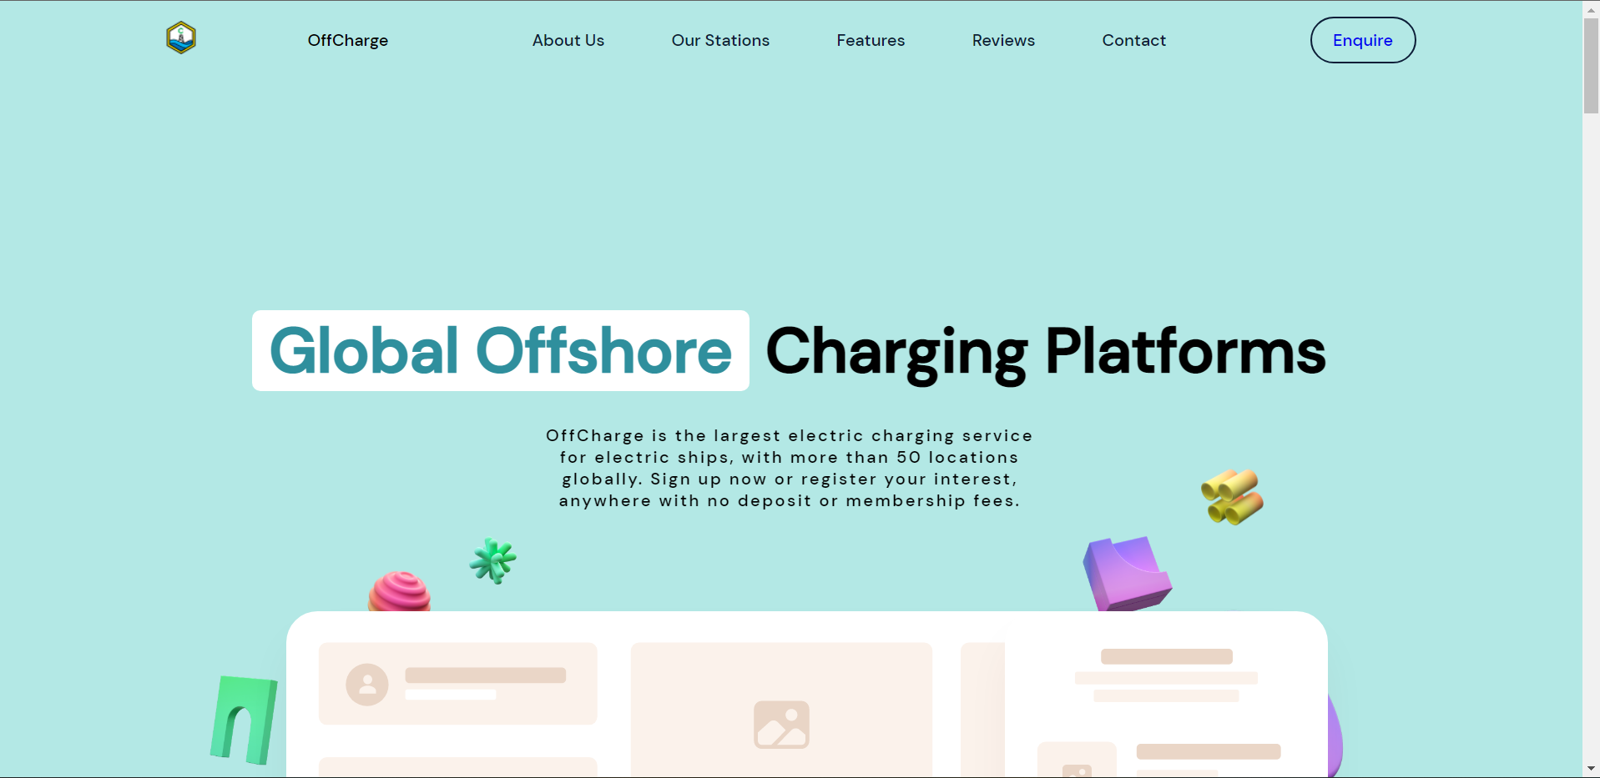 OffCharge
About Us
Our Stations
Features
Reviews
Contact
Enquire
Global Offshore Charging Platforms
OffCharge is the largest electric charging service
for electric ships, with more than 50 locations
globally. Sign up now or register your interest,
anywhere with no deposit or membership fees.